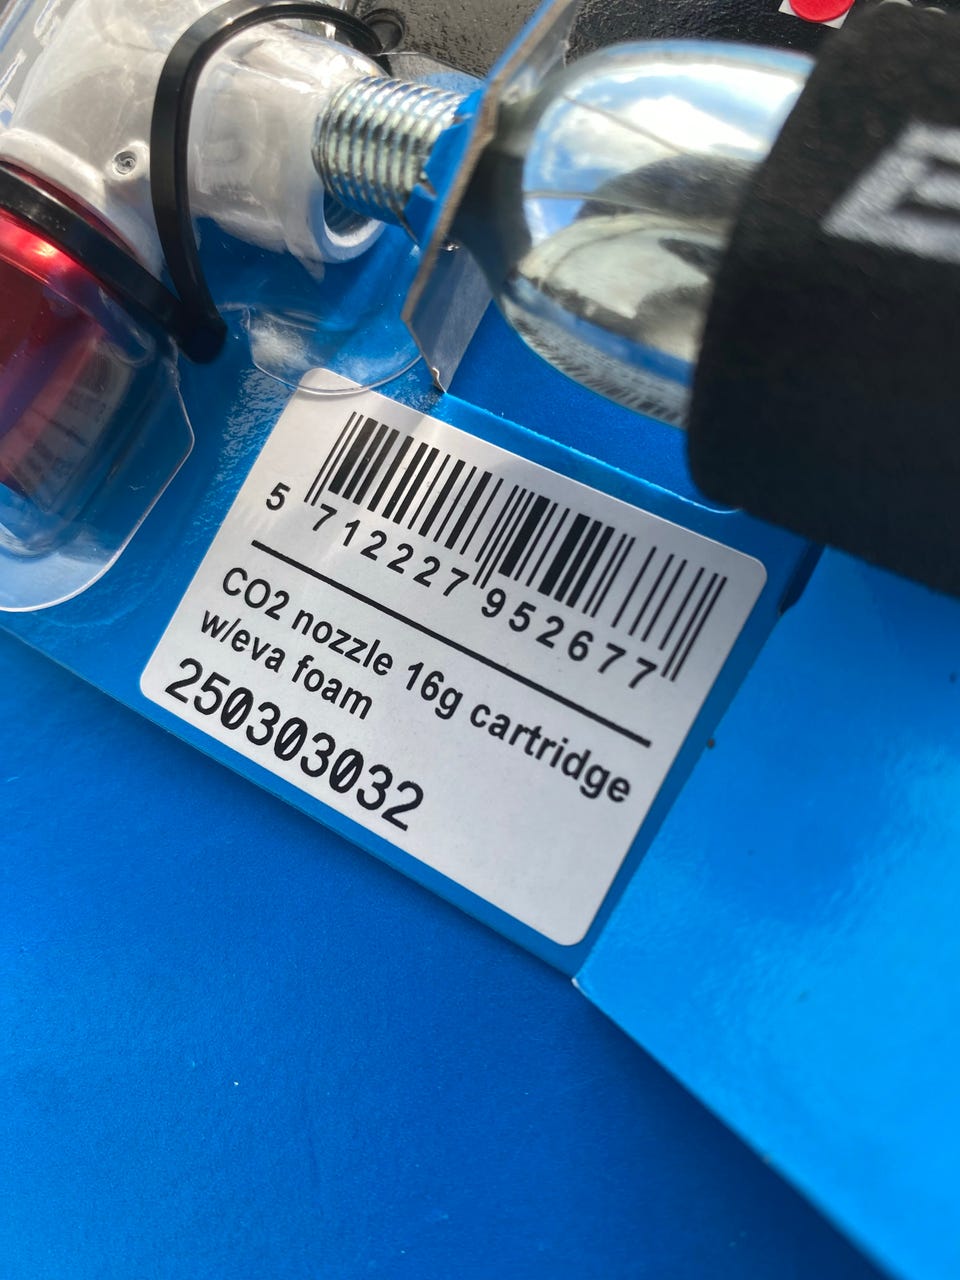 5 712227 952677
CO2 nozzle 16g cartridge
w/eva foam
250303032